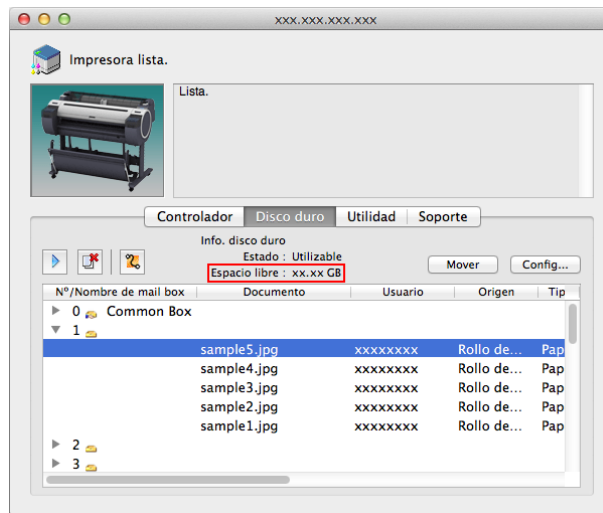 xxx.xxx.xxx.xxx
Impresora lista.
Lista.
Controlador Disco duro Utilidad Soporte
Info. disco duro
Estado : Utilizable
Espacio libre : xx.xx GB
Mover Config...
Nº/Nombre de mail box Documento Usuario Origen Tip
0 Common Box
1
sample5.jpg xxxxxxxx Rollo de... Pap
sample4.jpg xxxxxxxx Rollo de... Pap
sample3.jpg xxxxxxxx Rollo de... Pap
sample2.jpg xxxxxxxx Rollo de... Pap
sample1.jpg xxxxxxxx Rollo de... Pap
2
3